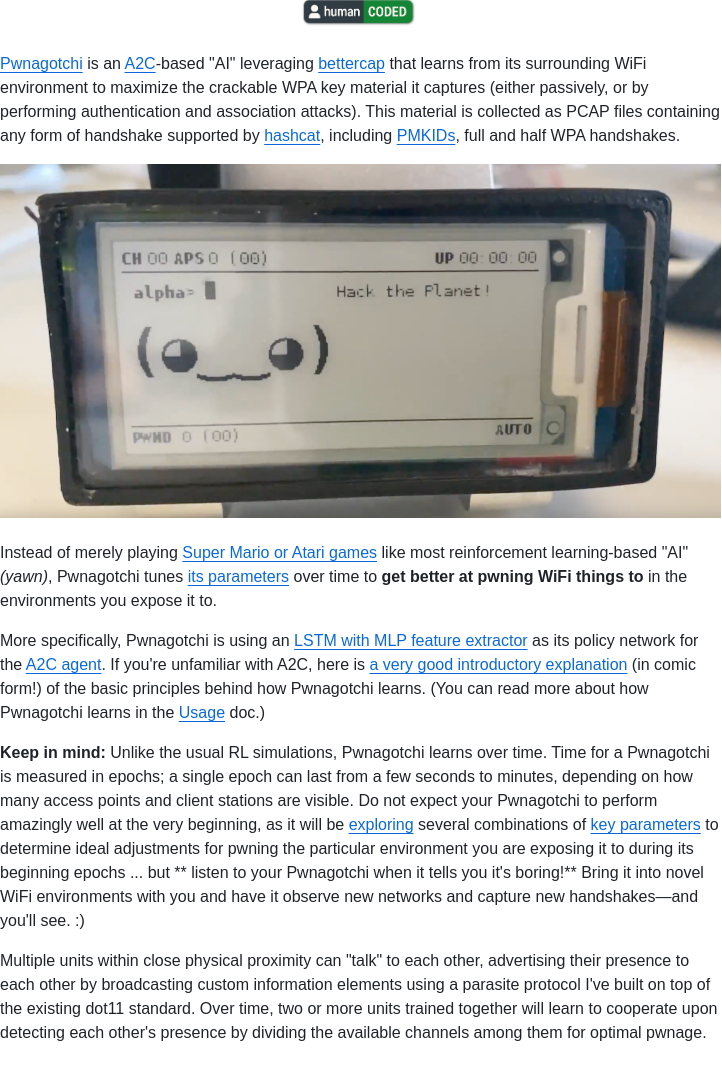 human CODED
Pwnagotchi is an A2C-based "AI" leveraging bettercap that learns from its surrounding WiFi
environment to maximize the crackable WPA key material it captures (either passively, or by
performing authentication and association attacks). This material is collected as PCAP files containing
any form of handshake supported by hashcat, including PMKIDs, full and half WPA handshakes.
CH 00 APS 0 (00) UP 00:00:00
alpha> Hack the Planet!
PWND 0 (00) AUTO
Instead of merely playing Super Mario or Atari games like most reinforcement learning-based "AI"
(yawn), Pwnagotchi tunes its parameters over time to get better at pwning WiFi things to in the
environments you expose it to.
More specifically, Pwnagotchi is using an LSTM with MLP feature extractor as its policy network for
the A2C agent. If you're unfamiliar with A2C, here is a very good introductory explanation (in comic
form!) of the basic principles behind how Pwnagotchi learns. (You can read more about how
Pwnagotchi learns in the Usage doc.)
Keep in mind: Unlike the usual RL simulations, Pwnagotchi learns over time. Time for a Pwnagotchi
is measured in epochs; a single epoch can last from a few seconds to minutes, depending on how
many access points and client stations are visible. Do not expect your Pwnagotchi to perform
amazingly well at the very beginning, as it will be exploring several combinations of key parameters to
determine ideal adjustments for pwning the particular environment you are exposing it to during its
beginning epochs ... but ** listen to your Pwnagotchi when it tells you it's boring!** Bring it into novel
WiFi environments with you and have it observe new networks and capture new handshakes—and
you'll see. :)
Multiple units within close physical proximity can "talk" to each other, advertising their presence to
each other by broadcasting custom information elements using a parasite protocol I've built on top of
the existing dot11 standard. Over time, two or more units trained together will learn to cooperate upon
detecting each other's presence by dividing the available channels among them for optimal pwnage.